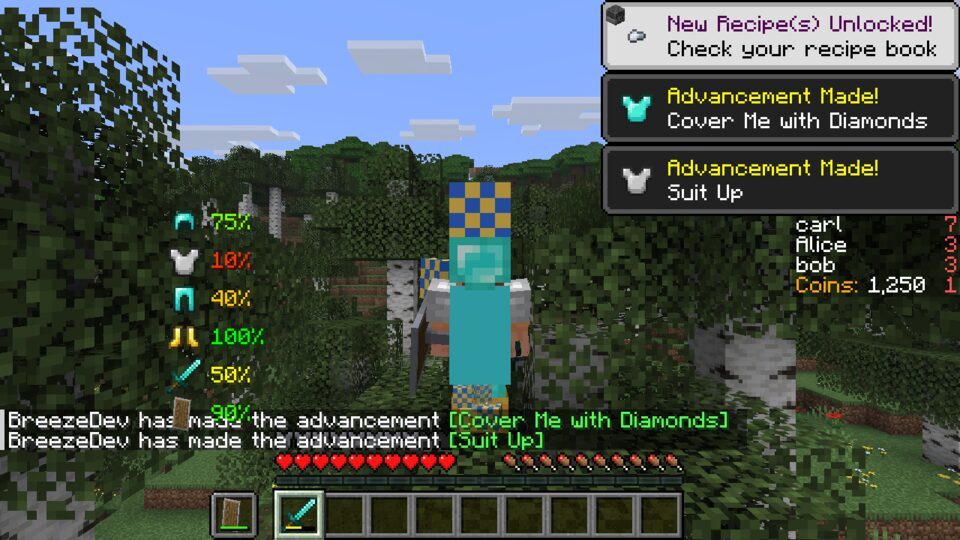 New Recipe(s) Unlocked!
Check your recipe book
Advancement Made!
Cover Me with Diamonds
Advancement Made!
Suit Up
carl 7
Alice 3
bob 3
Coins: 1,250 1
75%
10%
40%
100%
50%
90%
BreezeDev has made the advancement [Cover Me with Diamonds]
BreezeDev has made the advancement [Suit Up]